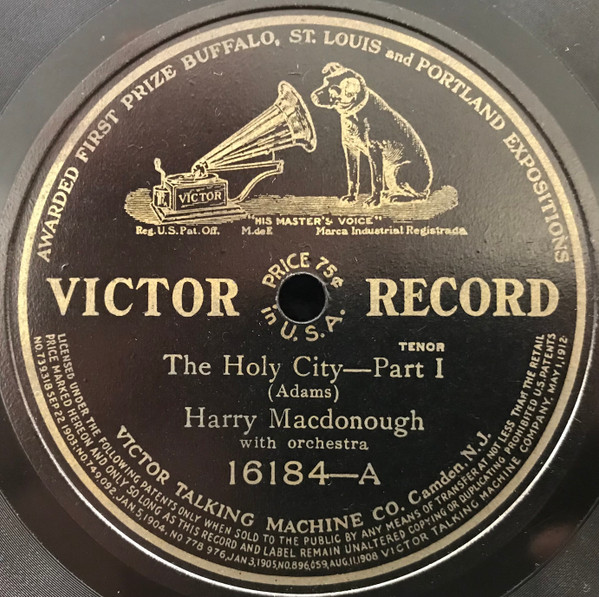 AWARDED FIRST PRIZE BUFFALO, ST. LOUIS and PORTLAND EXPOSITIONS
VICTOR
"HIS MASTER'S VOICE"
Reg. U.S. Pat. Off. M.deF. Marca Industrial Registrada
VICTOR RECORD
PRICE 75¢
in U.S.A.
TENOR
The Holy City—Part I
(Adams)
Harry Macdonough
with orchestra
16184—A
VICTOR TALKING MACHINE CO. Camden, N.J.
LICENSED UNDER THE FOLLOWING PATENTS ONLY WHEN SOLD TO THE PUBLIC BY ANY MEANS OF TRANSFER AT NOT LESS THAN THE RETAIL
PRICE MARKED HEREON AND ONLY SO LONG AS THIS RECORD AND LABEL REMAIN UNALTERED COPYING OR DUPLICATING PROHIBITED U.S. PATENTS
NO. 739318 SEP 22 1903, NO. 749,092, JAN 5, 1904, NO 778 976, JAN 3, 1905, NO. 896,059, AUG, 11, 1908 VICTOR TALKING MACHINE COMPANY. MAY 1, 1912